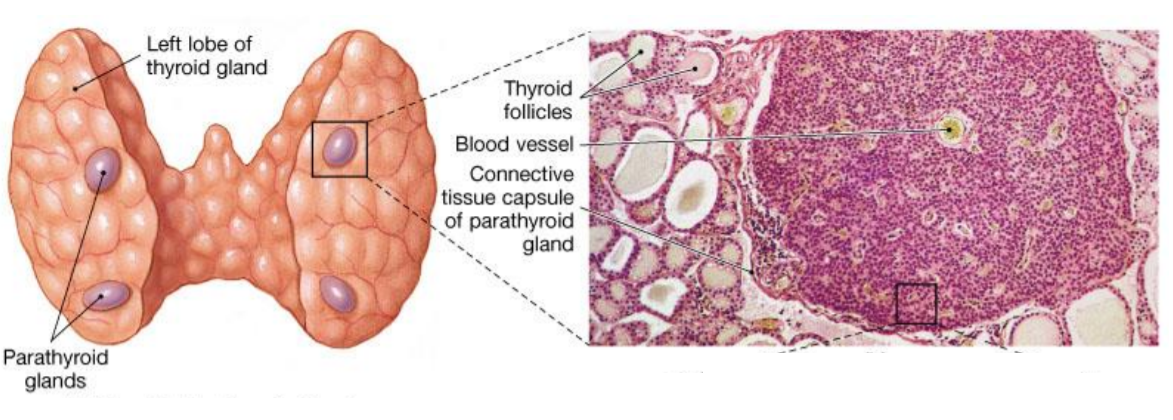 Left lobe of
thyroid gland
Parathyroid
glands
Thyroid
follicles
Blood vessel
Connective
tissue capsule
of parathyroid
gland